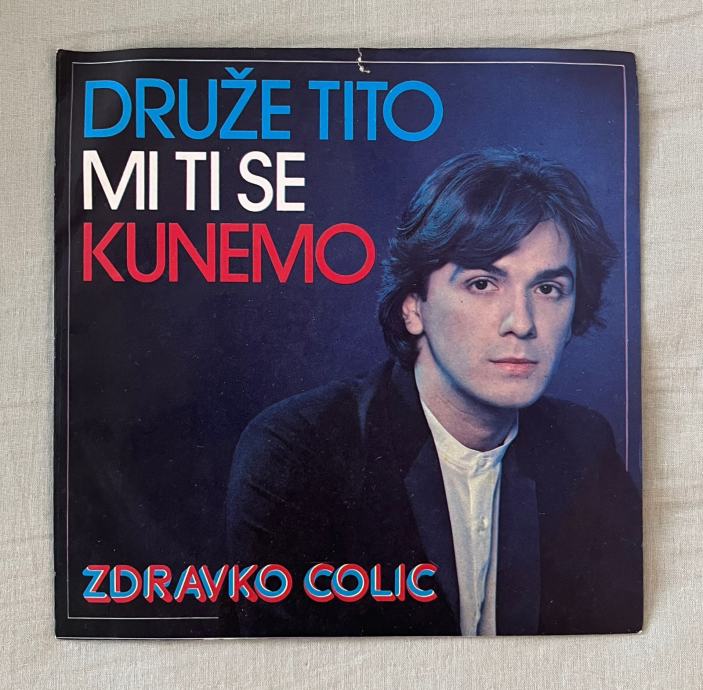 DRUŽE TITO
MI TI SE
KUNEMO
ZDRAVKO COLIC